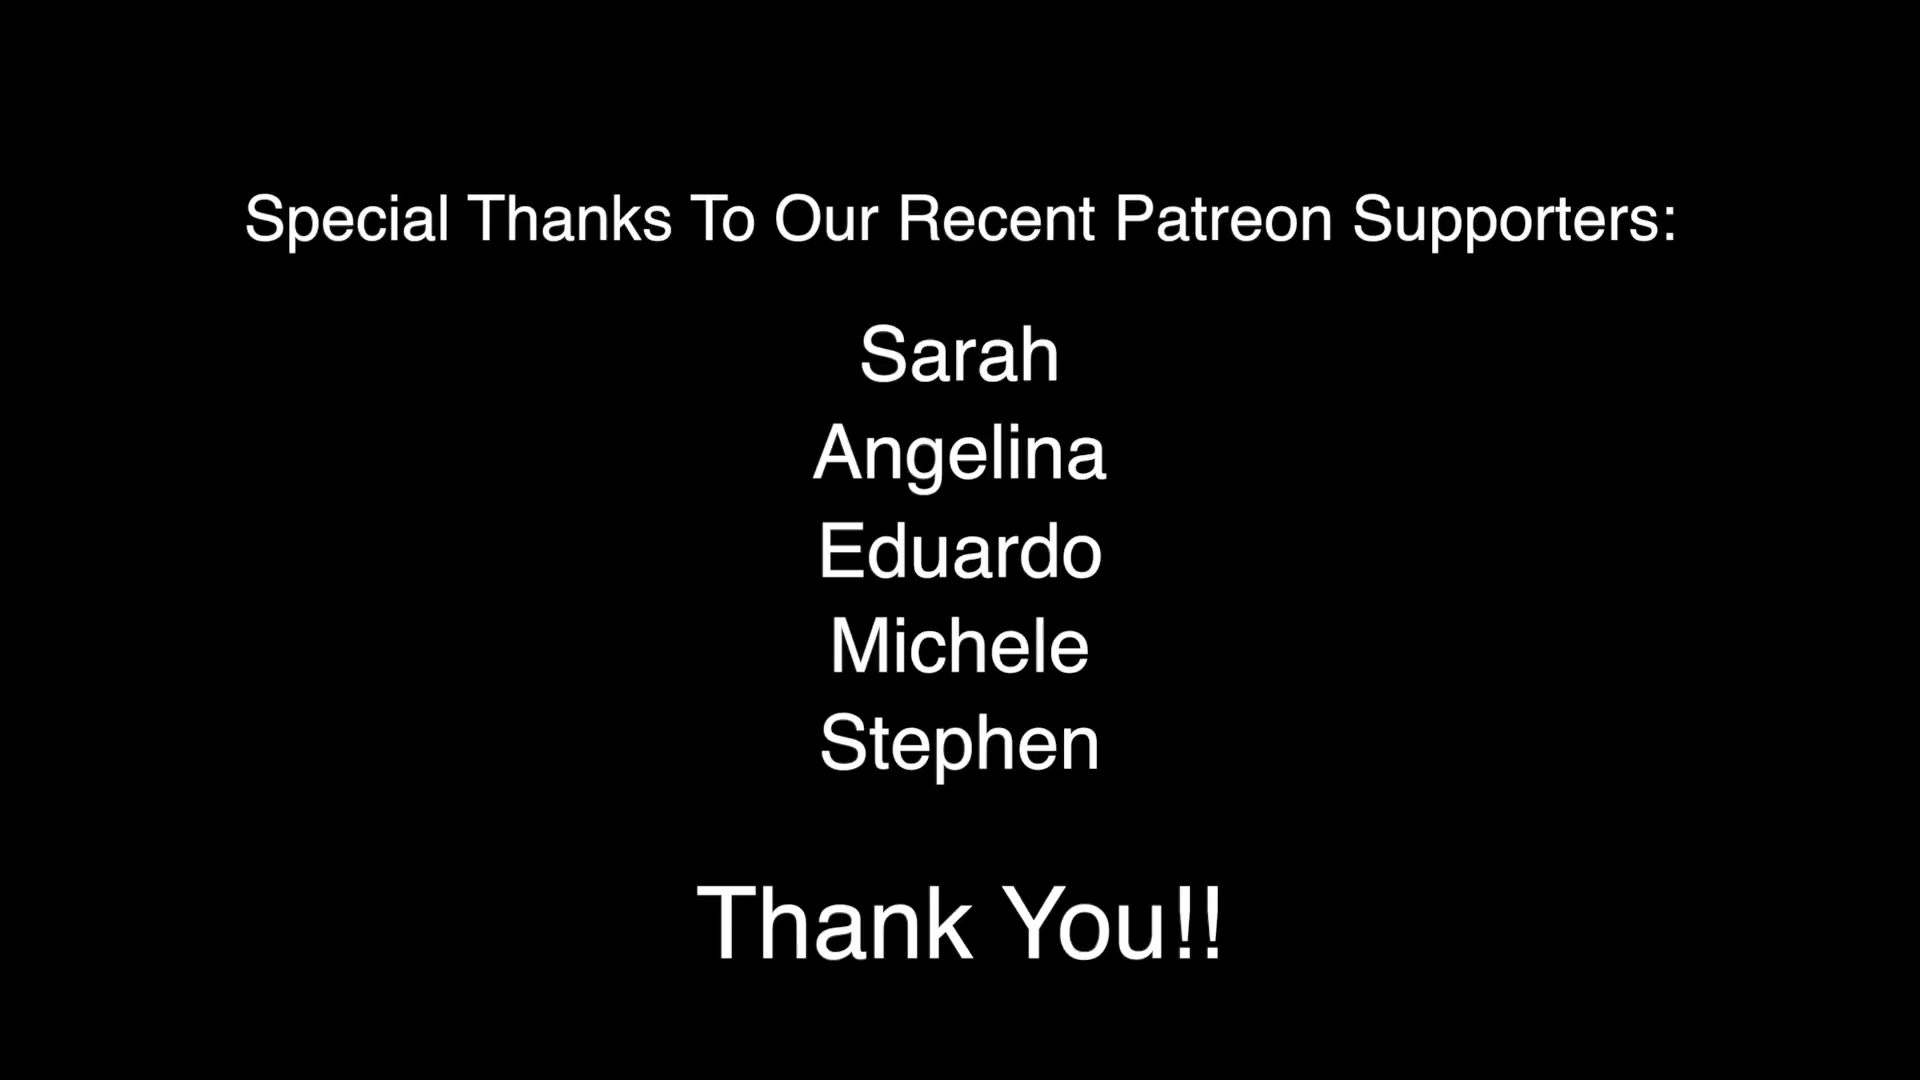 Special Thanks To Our Recent Patreon Supporters:
Sarah
Angelina
Eduardo
Michele
Stephen
Thank You!!